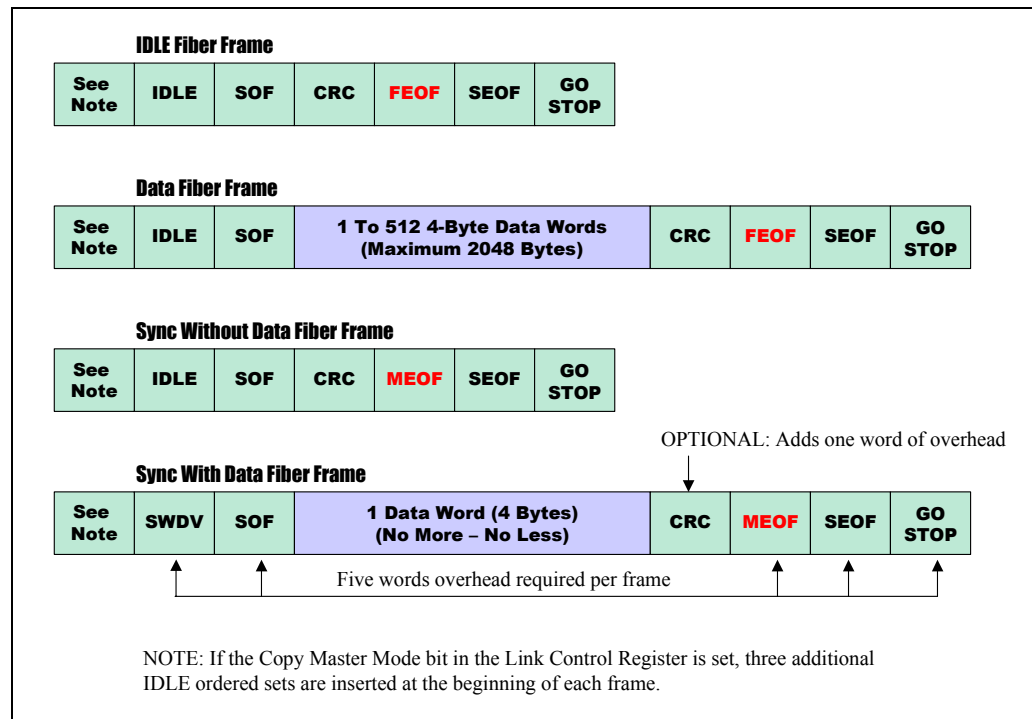 IDLE Fiber Frame
See Note IDLE SOF CRC FEOF SEOF GO STOP
Data Fiber Frame
See Note IDLE SOF 1 To 512 4-Byte Data Words (Maximum 2048 Bytes) CRC FEOF SEOF GO STOP
Sync Without Data Fiber Frame
See Note IDLE SOF CRC MEOF SEOF GO STOP
OPTIONAL: Adds one word of overhead
Sync With Data Fiber Frame
See Note SWDV SOF 1 Data Word (4 Bytes) (No More – No Less) CRC MEOF SEOF GO STOP
Five words overhead required per frame
NOTE: If the Copy Master Mode bit in the Link Control Register is set, three additional
IDLE ordered sets are inserted at the beginning of each frame.